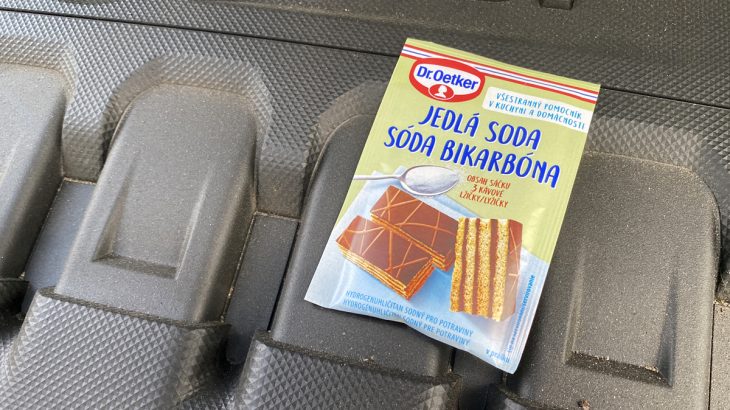 Dr. Oetker
VŠESTRANNÝ POMOCNÍK
V KUCHYNI A DOMÁCNOSTI
JEDLÁ SODA
SÓDA BIKARBÓNA
OBSAH SÁČKU
3 KÁVOVÉ
LŽIČKY/LYŽIČKY
HYDROGENUHLIČITAN SODNÝ PRO POTRAVINY
HYDROGÉNUHLIČITAN SODNÝ PRE POTRAVINY